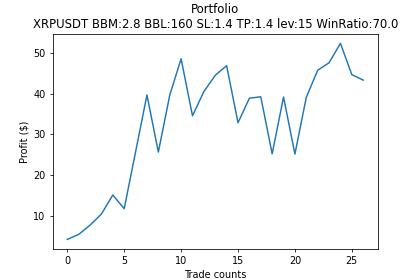 Portfolio
XRPUSDT BBM:2.8 BBL:160 SL:1.4 TP:1.4 lev:15 WinRatio:70.0
Profit ($)
50
40
30
20
10
0 5 10 15 20 25
Trade counts